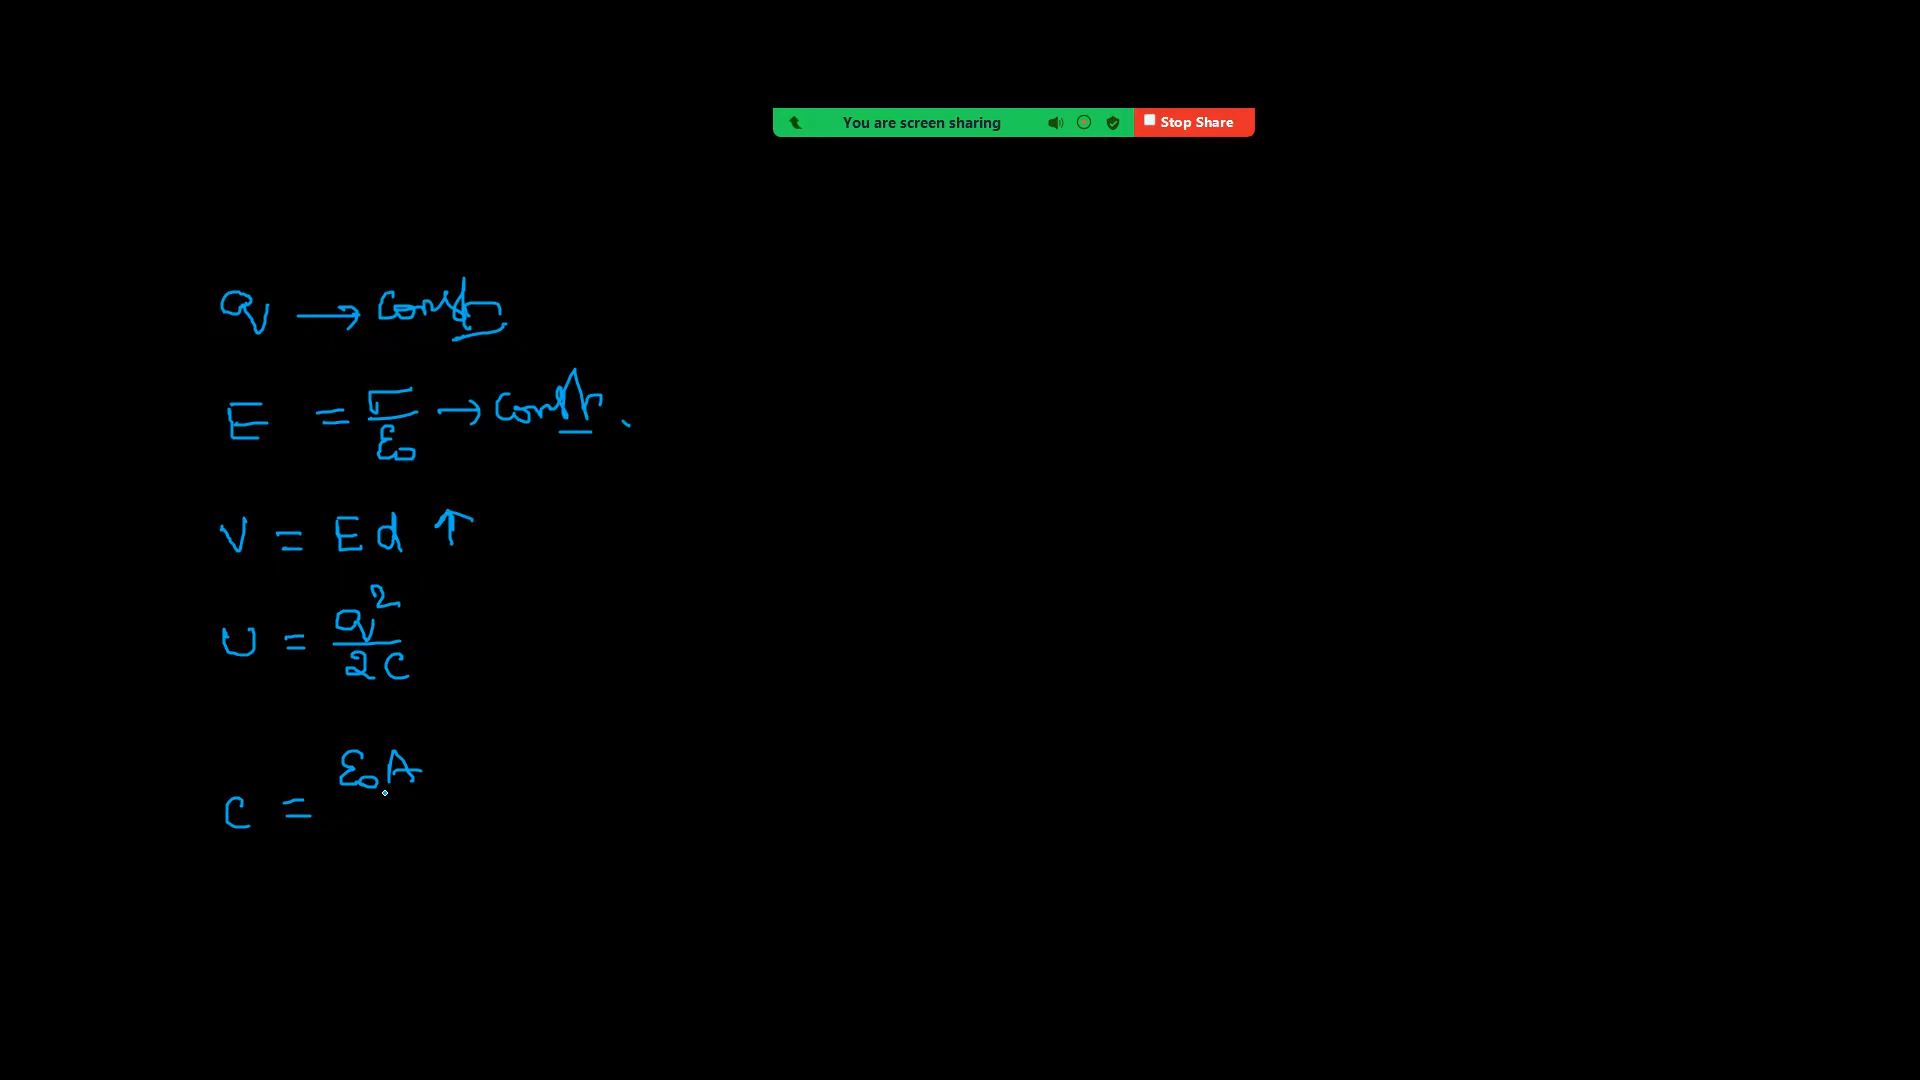 You are screen sharing Stop Share
q → const
E = σ/ε₀ → const.
V = Ed ↑
U = q²/2C
C = ε₀A